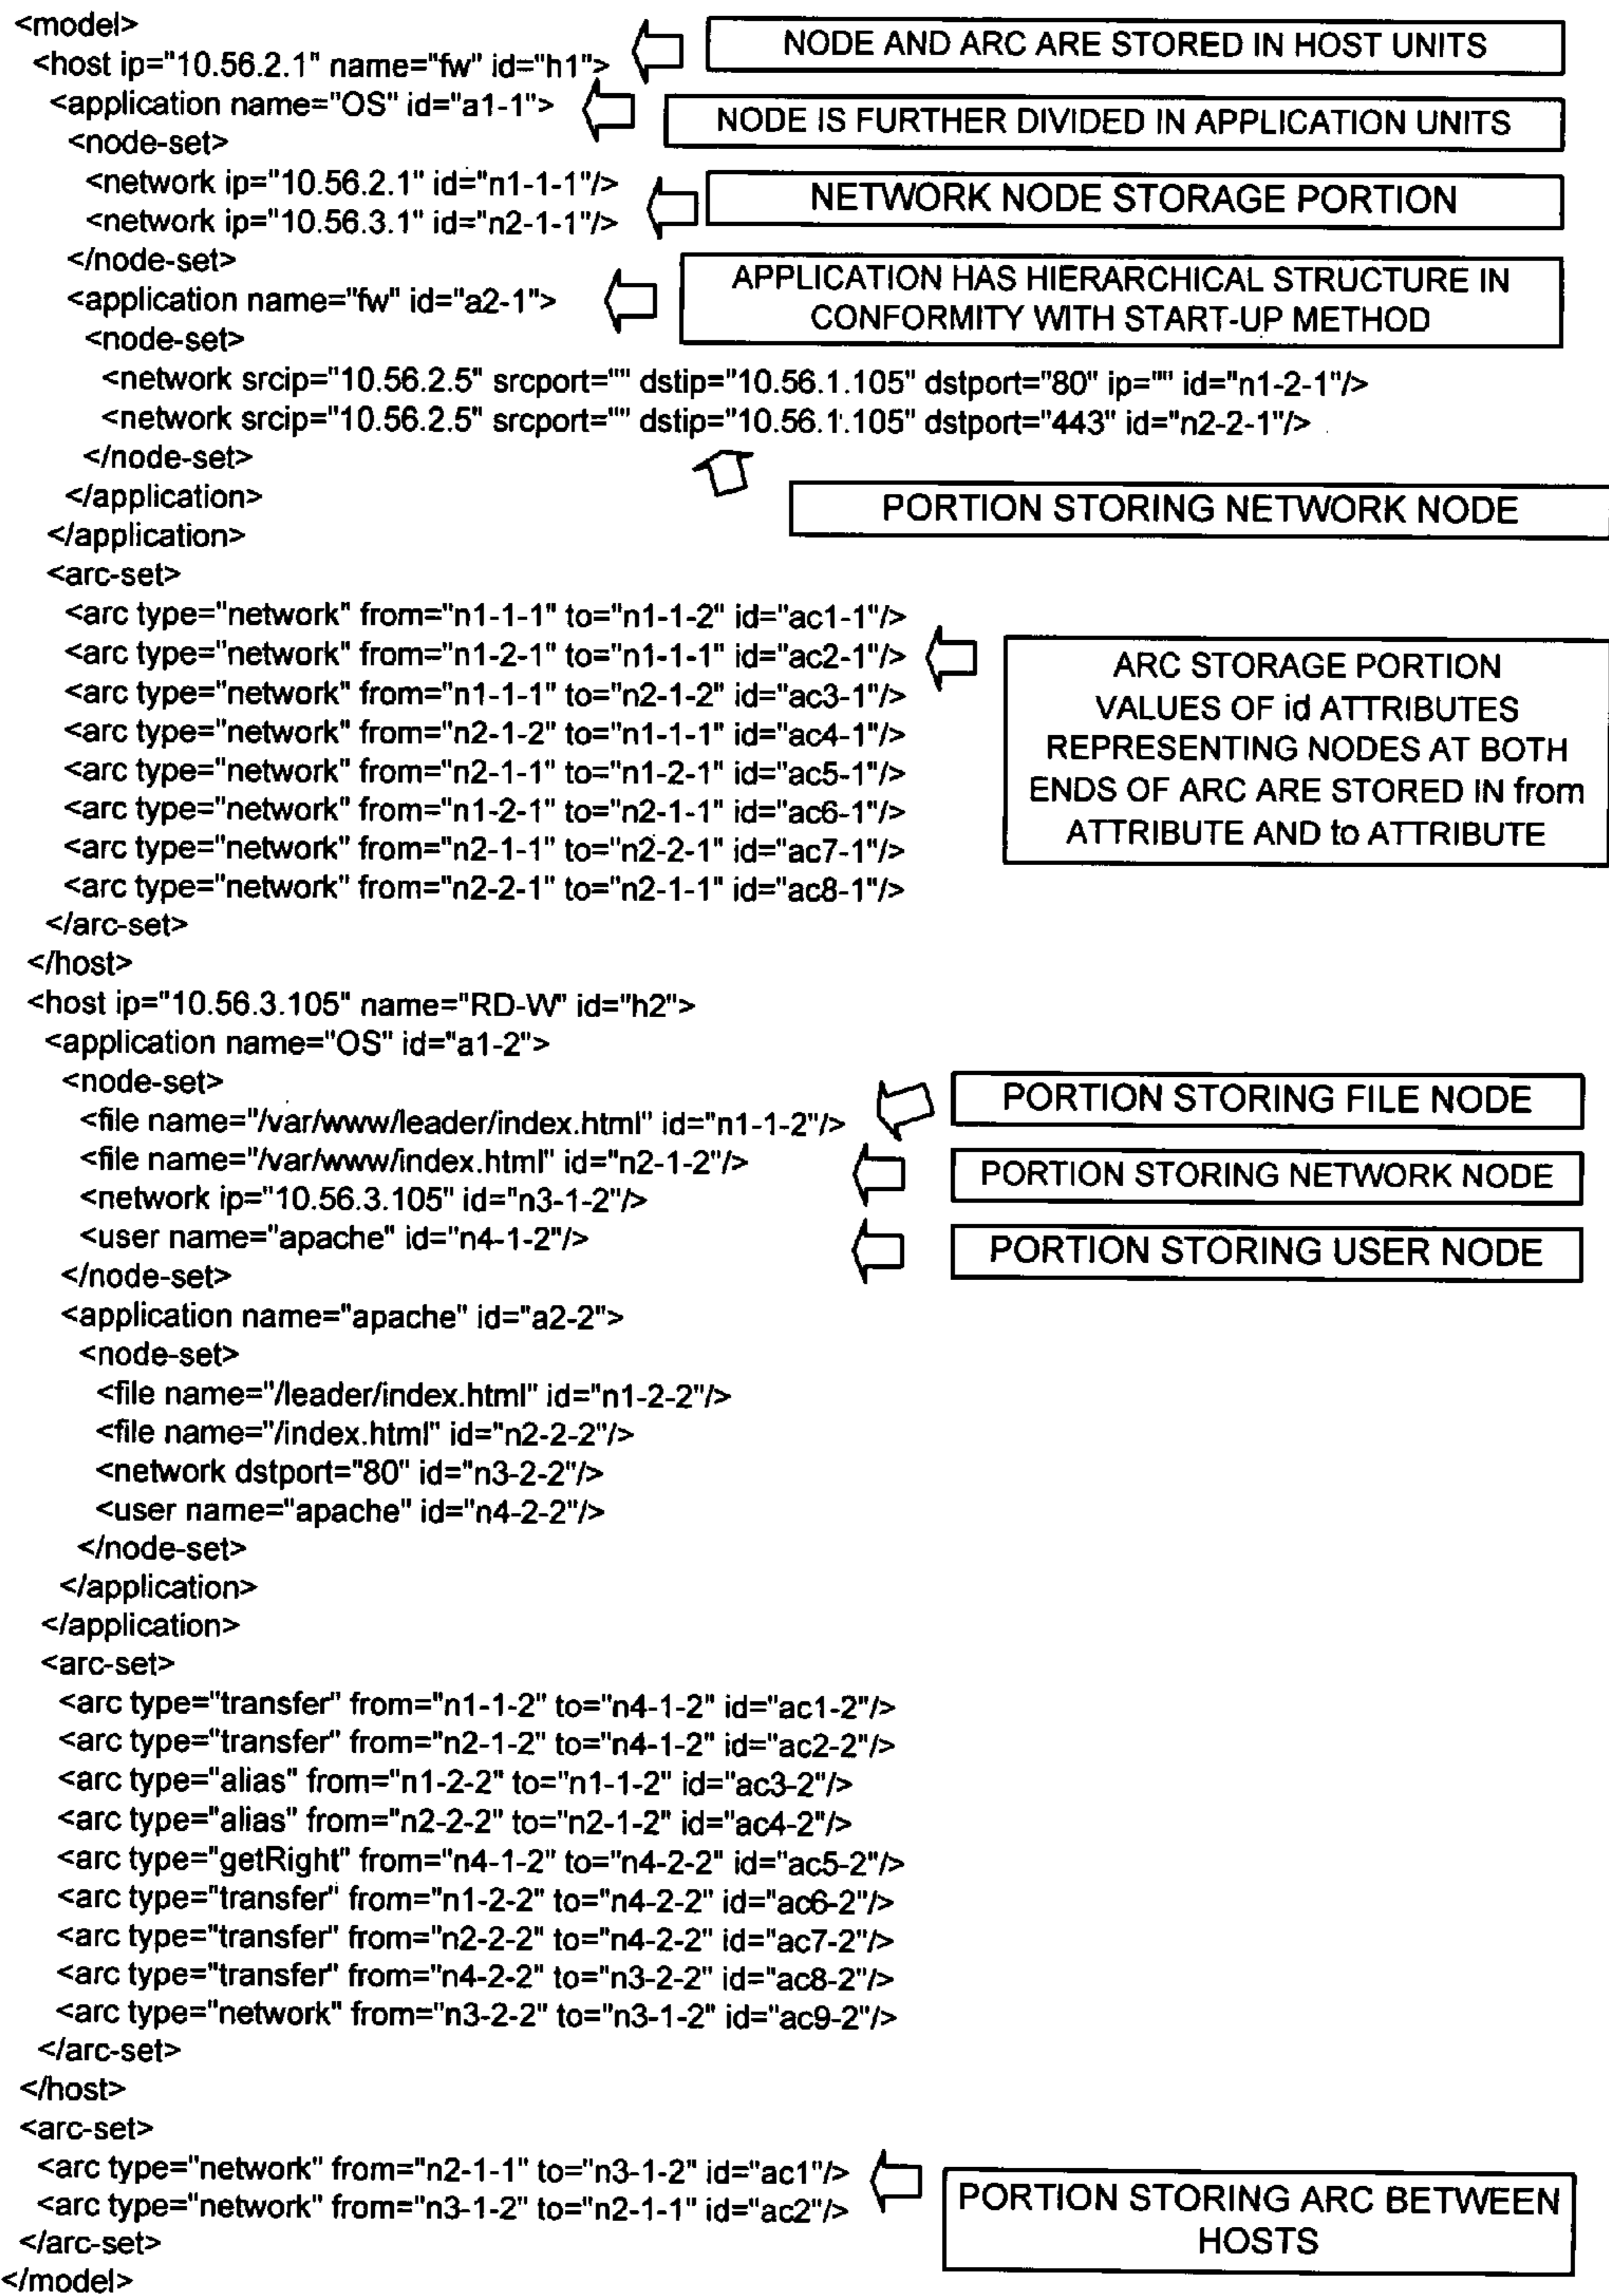 <model>
<host ip="10.56.2.1" name="fw" id="h1">
NODE AND ARC ARE STORED IN HOST UNITS
<application name="OS" id="a1-1">
NODE IS FURTHER DIVIDED IN APPLICATION UNITS
<node-set>
<network ip="10.56.2.1" id="n1-1-1"/>
<network ip="10.56.3.1" id="n2-1-1"/>
NETWORK NODE STORAGE PORTION
</node-set>
<application name="fw" id="a2-1">
APPLICATION HAS HIERARCHICAL STRUCTURE IN
CONFORMITY WITH START-UP METHOD
<node-set>
<network srcip="10.56.2.5" srcport="" dstip="10.56.1.105" dstport="80" ip="" id="n1-2-1"/>
<network srcip="10.56.2.5" srcport="" dstip="10.56.1.105" dstport="443" id="n2-2-1"/>
</node-set>
</application>
PORTION STORING NETWORK NODE
</application>
<arc-set>
<arc type="network" from="n1-1-1" to="n1-1-2" id="ac1-1"/>
<arc type="network" from="n1-2-1" to="n1-1-1" id="ac2-1"/>
<arc type="network" from="n1-1-1" to="n2-1-2" id="ac3-1"/>
<arc type="network" from="n2-1-2" to="n1-1-1" id="ac4-1"/>
<arc type="network" from="n2-1-1" to="n1-2-1" id="ac5-1"/>
<arc type="network" from="n1-2-1" to="n2-1-1" id="ac6-1"/>
<arc type="network" from="n2-1-1" to="n2-2-1" id="ac7-1"/>
<arc type="network" from="n2-2-1" to="n2-1-1" id="ac8-1"/>
ARC STORAGE PORTION
VALUES OF id ATTRIBUTES
REPRESENTING NODES AT BOTH
ENDS OF ARC ARE STORED IN from
ATTRIBUTE AND to ATTRIBUTE
</arc-set>
</host>
<host ip="10.56.3.105" name="RD-W" id="h2">
<application name="OS" id="a1-2">
<node-set>
<file name="/var/www/leader/index.html" id="n1-1-2"/>
PORTION STORING FILE NODE
<file name="/var/www/index.html" id="n2-1-2"/>
<network ip="10.56.3.105" id="n3-1-2"/>
PORTION STORING NETWORK NODE
<user name="apache" id="n4-1-2"/>
PORTION STORING USER NODE
</node-set>
<application name="apache" id="a2-2">
<node-set>
<file name="/leader/index.html" id="n1-2-2"/>
<file name="/index.html" id="n2-2-2"/>
<network dstport="80" id="n3-2-2"/>
<user name="apache" id="n4-2-2"/>
</node-set>
</application>
</application>
<arc-set>
<arc type="transfer" from="n1-1-2" to="n4-1-2" id="ac1-2"/>
<arc type="transfer" from="n2-1-2" to="n4-1-2" id="ac2-2"/>
<arc type="alias" from="n1-2-2" to="n1-1-2" id="ac3-2"/>
<arc type="alias" from="n2-2-2" to="n2-1-2" id="ac4-2"/>
<arc type="getRight" from="n4-1-2" to="n4-2-2" id="ac5-2"/>
<arc type="transfer" from="n1-2-2" to="n4-2-2" id="ac6-2"/>
<arc type="transfer" from="n2-2-2" to="n4-2-2" id="ac7-2"/>
<arc type="transfer" from="n4-2-2" to="n3-2-2" id="ac8-2"/>
<arc type="network" from="n3-2-2" to="n3-1-2" id="ac9-2"/>
</arc-set>
</host>
<arc-set>
<arc type="network" from="n2-1-1" to="n3-1-2" id="ac1"/>
<arc type="network" from="n3-1-2" to="n2-1-1" id="ac2"/>
PORTION STORING ARC BETWEEN
HOSTS
</arc-set>
</model>